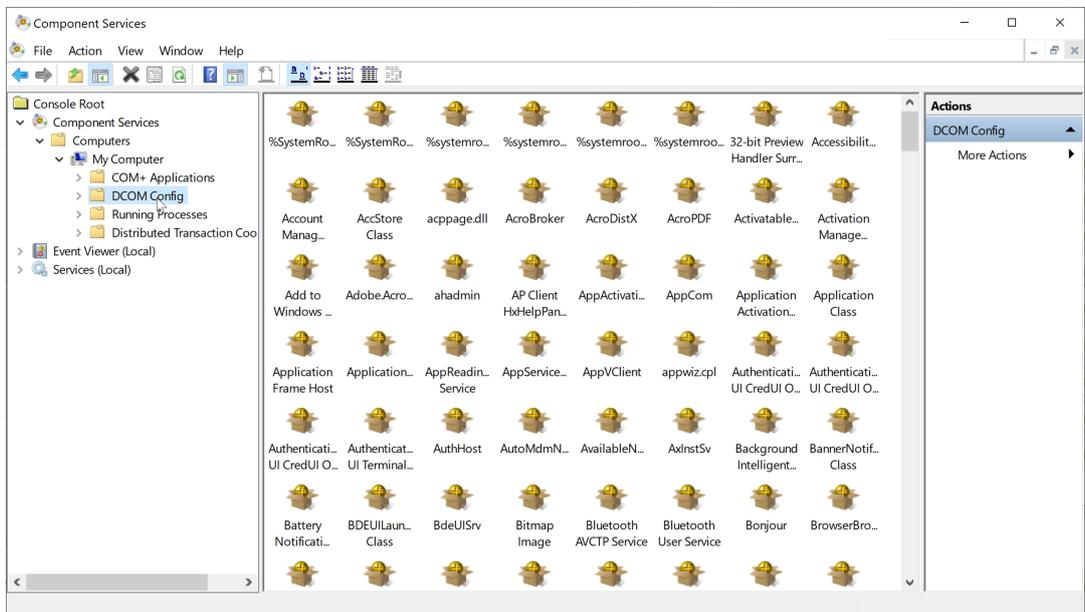 Component Services
File Action View Window Help
Console Root
Component Services
Computers
My Computer
COM+ Applications
DCOM Config
Running Processes
Distributed Transaction Coo
Event Viewer (Local)
Services (Local)
%SystemRo... %SystemRo... %systemro... %systemro... %systemroo... %systemroo... 32-bit Preview Accessibilit...
Handler Surr...
Account AccStore acppage.dll AcroBroker AcroDistX AcroPDF Activatable... Activation
Manag... Class Manage...
Add to Adobe.Acro... ahadmin AP Client AppActivati... AppCom Application Application
Windows ... HxHelpPan... Activation... Class
Application Application... AppReadin... AppService... AppVClient appwiz.cpl Authenticati... Authenticati...
Frame Host Service UI CredUI O... UI CredUI O...
Authenticati... Authenticat... AuthHost AutoMdmN... AvailableN... AxInstSv Background BannerNotif...
UI CredUI O... UI Terminal... Intelligent... Class
Battery BDEUILaun... BdeUISrv Bitmap Bluetooth Bluetooth Bonjour BrowserBro...
Notificati... Class Image AVCTP Service User Service
Actions
DCOM Config
More Actions